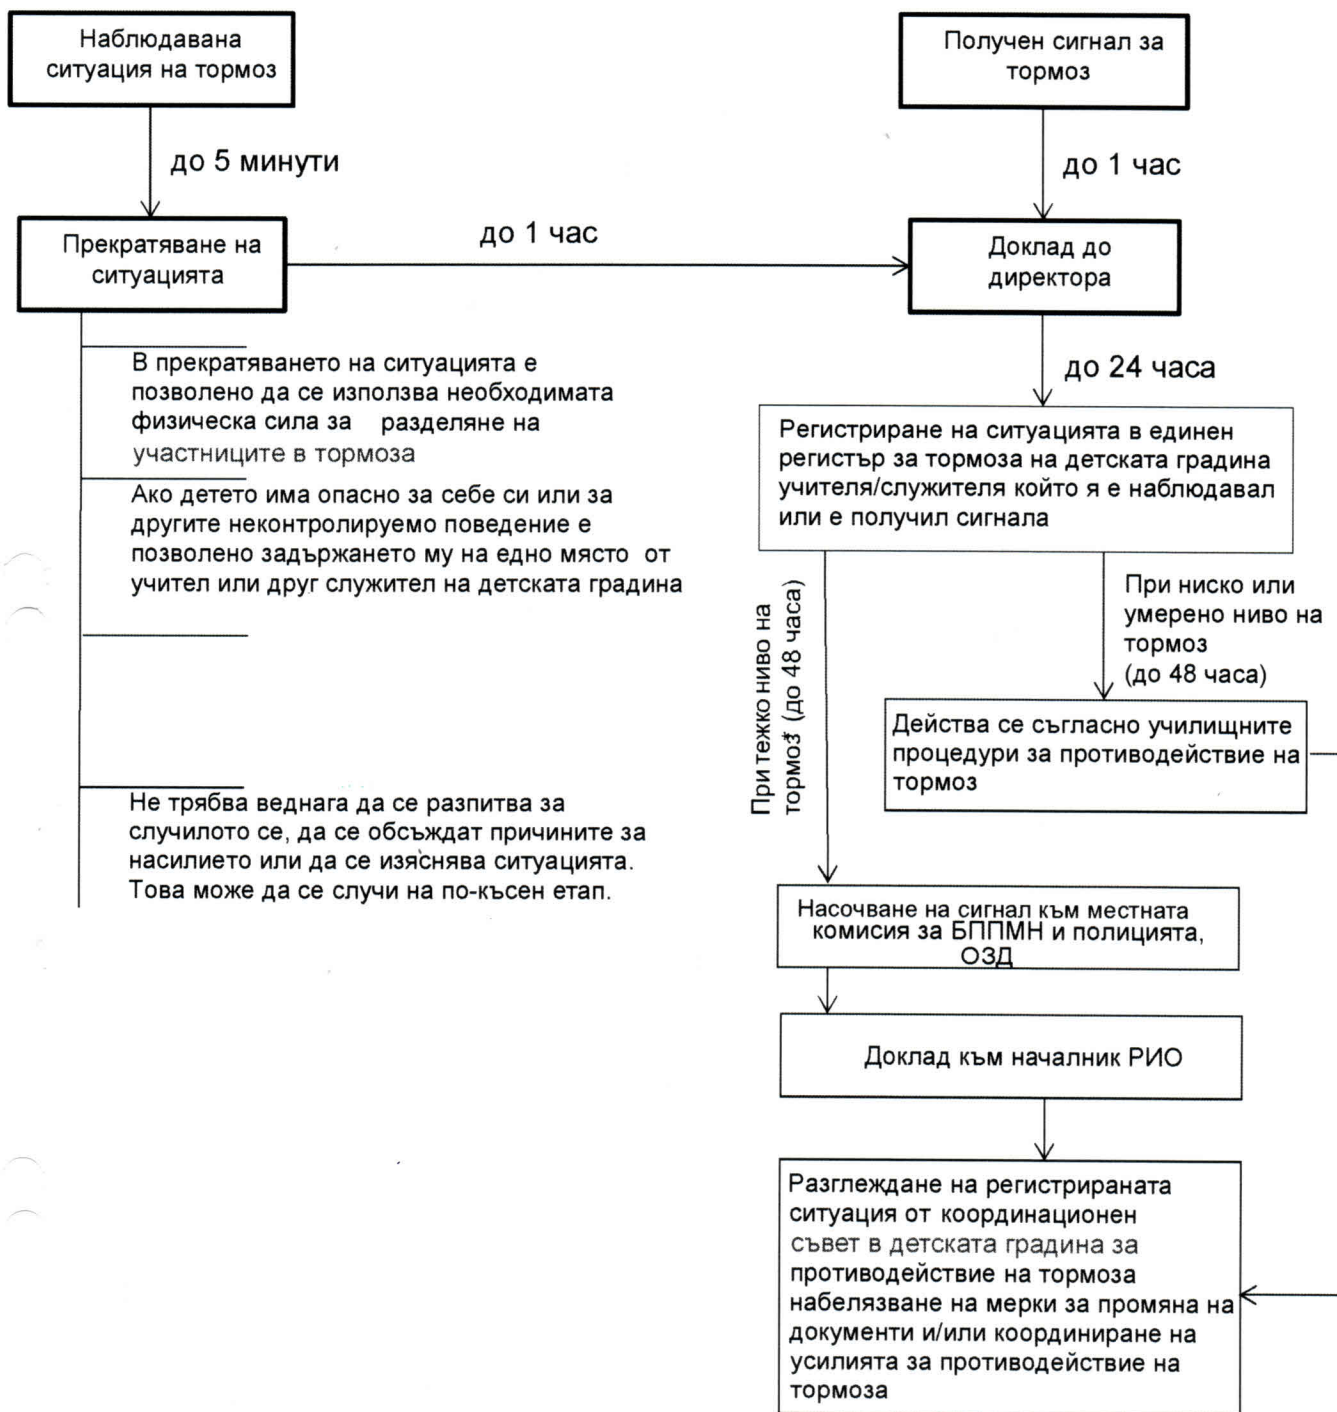 Наблюдавана
ситуация на тормоз
Получен сигнал за
тормоз
до 5 минути
до 1 час
Прекратяване на
ситуацията
до 1 час
Доклад до
директора
до 24 часа
В прекратяването на ситуацията е
позволено да се използва необходимата
физическа сила за разделяне на
участниците в тормоза
Ако детето има опасно за себе си или за
другите неконтролируемо поведение е
позволено задържането му на едно място от
учител или друг служител на детската градина
Не трябва веднага да се разпитва за
случилото се, да се обсъждат причините за
насилието или да се изяснява ситуацията.
Това може да се случи на по-късен етап.
Регистриране на ситуацията в единен
регистър за тормоза на детската градина
учителя/служителя който я е наблюдавал
или е получил сигнала
При тежко ниво на
тормоз* (до 48 часа)
При ниско или
умерено ниво на
тормоз
(до 48 часа)
Действа се съгласно училищните
процедури за противодействие на
тормоз
Насочване на сигнал към местната
комисия за БППМН и полицията,
ОЗД
Доклад към началник РИО
Разглеждане на регистрираната
ситуация от координационен
съвет в детската градина за
противодействие на тормоза
набелязване на мерки за промяна на
документи и/или координиране на
усилията за противодействие на
тормоза